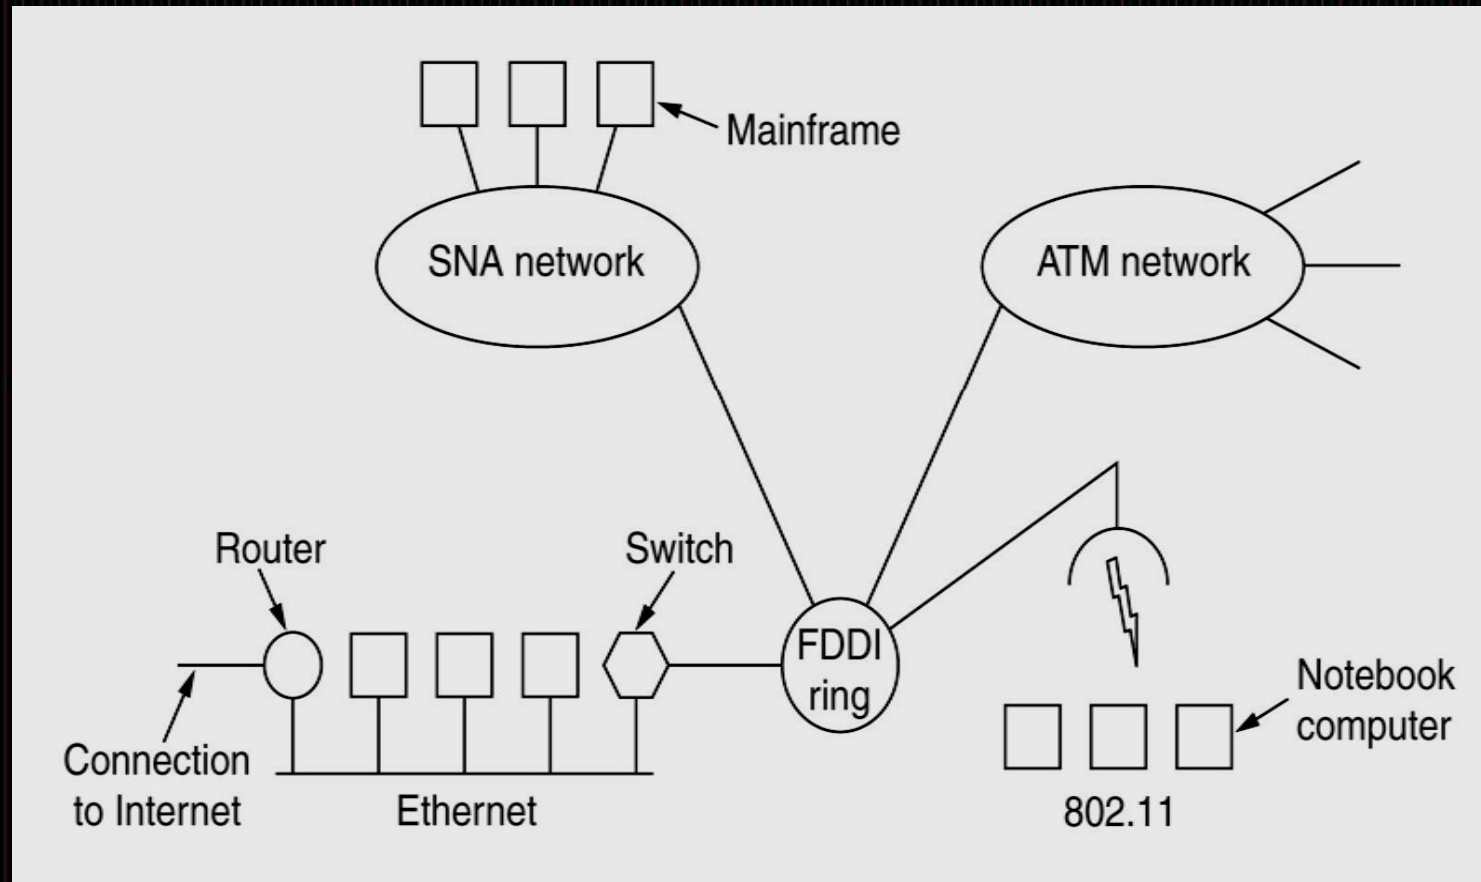 Mainframe
SNA network
ATM network
Router
Switch
FDDI
ring
Notebook
computer
Connection
to Internet
Ethernet
802.11